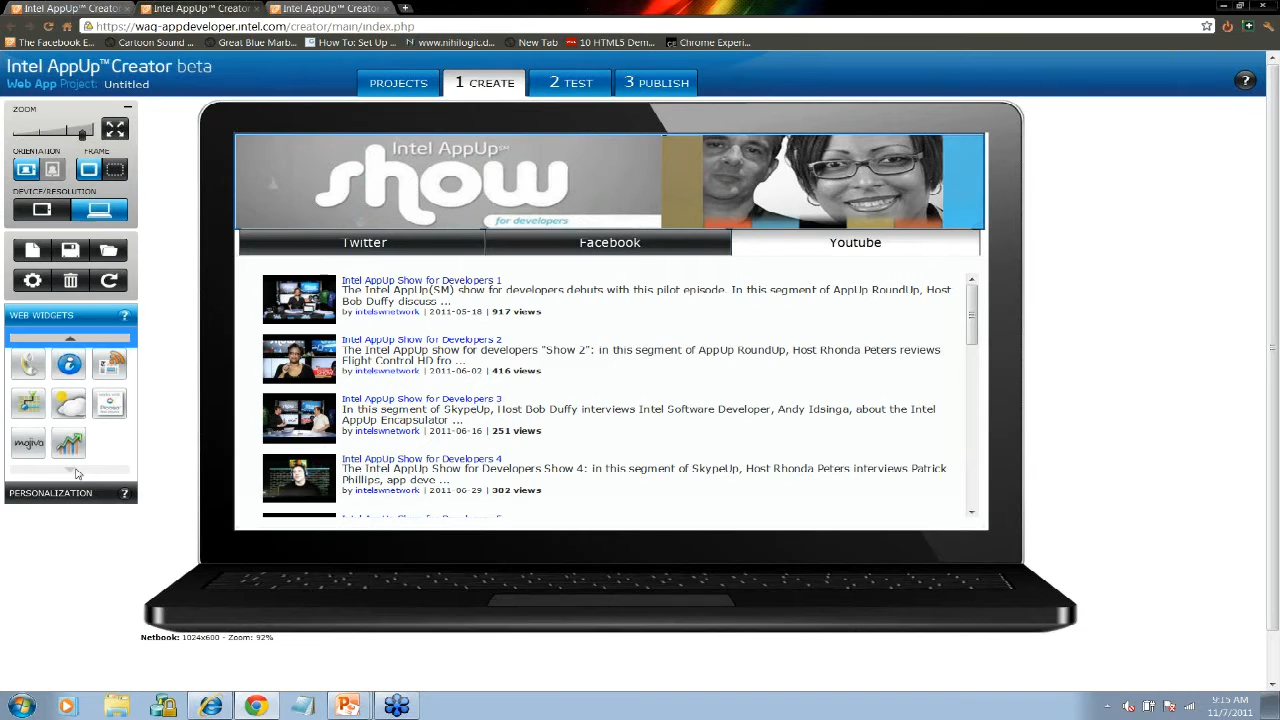 Intel AppUp™ Creator
Intel AppUp™ Creator
Intel AppUp™ Creator
https://waq-appdeveloper.intel.com/creator/main/index.php
The Facebook E...
Cartoon Sound ...
Great Blue Marb...
How To: Set Up ...
www.nihilogic.d...
New Tab
10 HTML5 Demo...
Chrome Experi...
Intel AppUp™ Creator beta
Web App Project: Untitled
PROJECTS
1 CREATE
2 TEST
3 PUBLISH
?
ZOOM
ORIENTATION
FRAME
DEVICE/RESOLUTION
WEB WIDGETS
?
mojiva
PERSONALIZATION
?
Intel AppUp℠
show
for developers
Twitter
Facebook
Youtube
Intel AppUp Show for Developers 1
The Intel AppUp(SM) show for developers debuts with this pilot episode. In this segment of AppUp RoundUp, Host
Bob Duffy discuss ...
by intelswnetwork | 2011-05-18 | 917 views
Intel AppUp Show for Developers 2
The Intel AppUp show for developers "Show 2": in this segment of AppUp RoundUp, Host Rhonda Peters reviews
Flight Control HD fro ...
by intelswnetwork | 2011-06-02 | 416 views
Intel AppUp Show for Developers 3
In this segment of SkypeUp, Host Bob Duffy interviews Intel Software Developer, Andy Idsinga, about the Intel
AppUp Encapsulator ...
by intelswnetwork | 2011-06-16 | 251 views
Intel AppUp Show for Developers 4
The Intel AppUp Show for Developers Show 4: in this segment of SkypeUp, Host Rhonda Peters interviews Patrick
Phillips, app deve ...
by intelswnetwork | 2011-06-29 | 302 views
Netbook: 1024x600 - Zoom: 92%
9:15 AM
11/7/2011